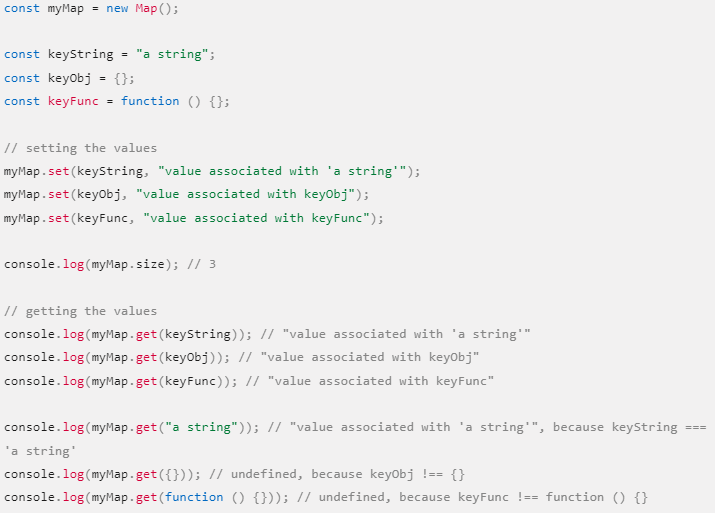 const myMap = new Map();
const keyString = "a string";
const keyObj = {};
const keyFunc = function () {};
// setting the values
myMap.set(keyString, "value associated with 'a string'");
myMap.set(keyObj, "value associated with keyObj");
myMap.set(keyFunc, "value associated with keyFunc");
console.log(myMap.size); // 3
// getting the values
console.log(myMap.get(keyString)); // "value associated with 'a string'"
console.log(myMap.get(keyObj)); // "value associated with keyObj"
console.log(myMap.get(keyFunc)); // "value associated with keyFunc"
console.log(myMap.get("a string")); // "value associated with 'a string'", because keyString ===
'a string'
console.log(myMap.get({})); // undefined, because keyObj !== {}
console.log(myMap.get(function () {})); // undefined, because keyFunc !== function () {}